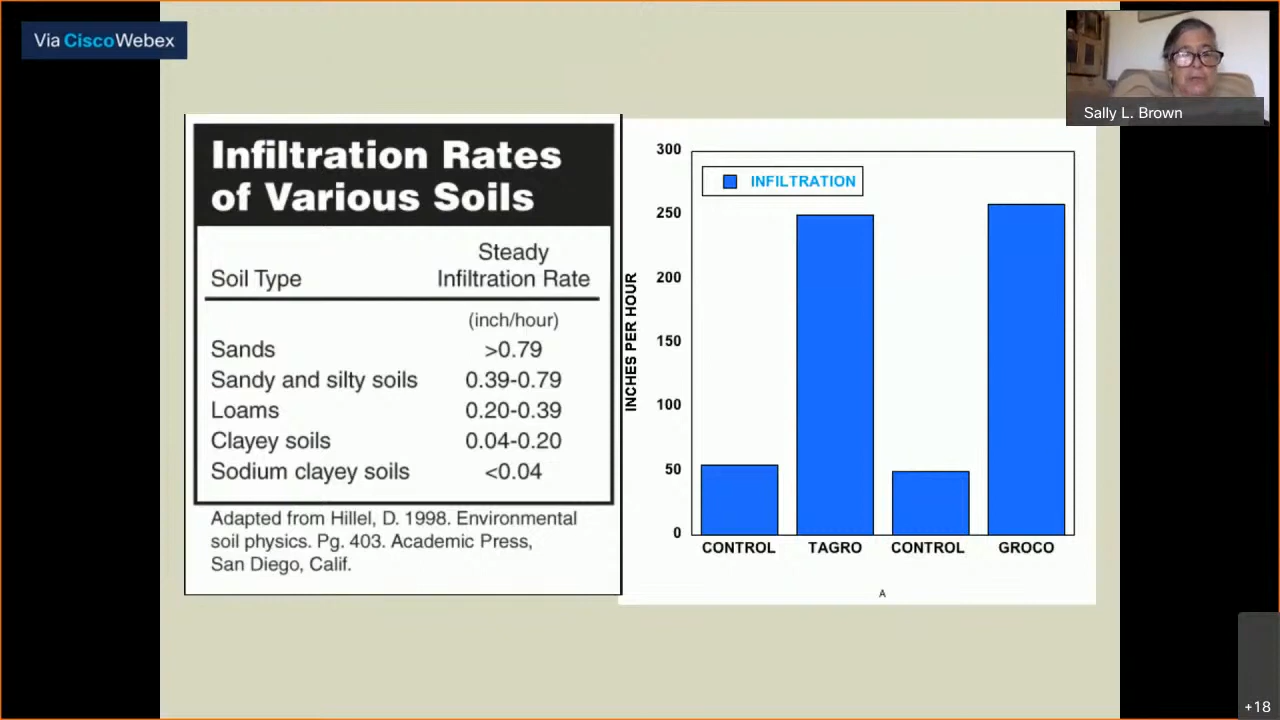 Via CiscoWebex
Sally L. Brown
Infiltration Rates
of Various Soils
Steady
Soil Type Infiltration Rate
(inch/hour)
Sands >0.79
Sandy and silty soils 0.39-0.79
Loams 0.20-0.39
Clayey soils 0.04-0.20
Sodium clayey soils <0.04
Adapted from Hillel, D. 1998. Environmental
soil physics. Pg. 403. Academic Press,
San Diego, Calif.
INFILTRATION
INCHES PER HOUR
300
250
200
150
100
50
0
CONTROL TAGRO CONTROL GROCO
A
+18